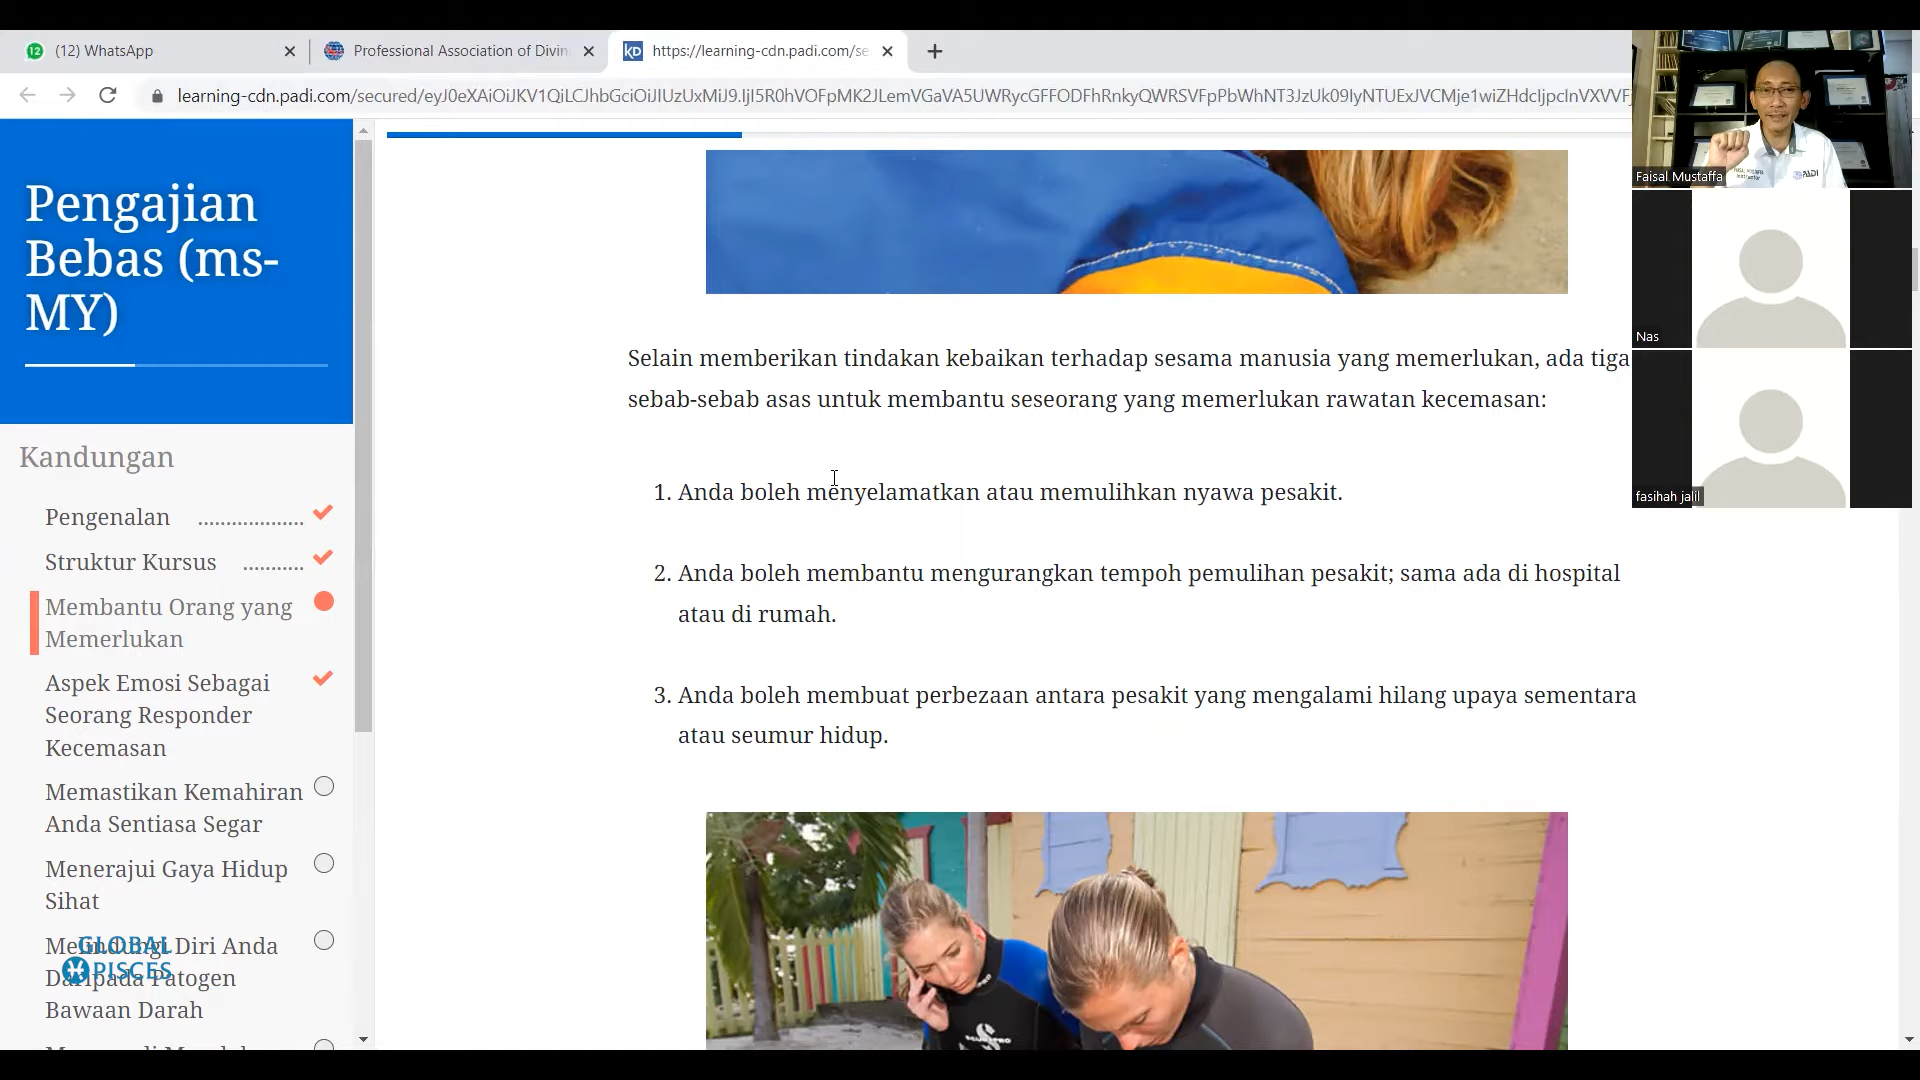 (12) WhatsApp
Professional Association of Divin
https://learning-cdn.padi.com/se
learning-cdn.padi.com/secured/
Pengajian
Bebas (ms-
MY)
Kandungan
Pengenalan ...................
Struktur Kursus ...........
Membantu Orang yang
Memerlukan
Aspek Emosi Sebagai
Seorang Responder
Kecemasan
Memastikan Kemahiran
Anda Sentiasa Segar
Menerajui Gaya Hidup
Sihat
Melindungi Diri Anda
Daripada Patogen
Bawaan Darah
GLOBAL
PISCES
Selain memberikan tindakan kebaikan terhadap sesama manusia yang memerlukan, ada tiga
sebab-sebab asas untuk membantu seseorang yang memerlukan rawatan kecemasan:
1. Anda boleh menyelamatkan atau memulihkan nyawa pesakit.
2. Anda boleh membantu mengurangkan tempoh pemulihan pesakit; sama ada di hospital
atau di rumah.
3. Anda boleh membuat perbezaan antara pesakit yang mengalami hilang upaya sementara
atau seumur hidup.
Faisal Mustaffa
PADI
Nas
fasihah jalil